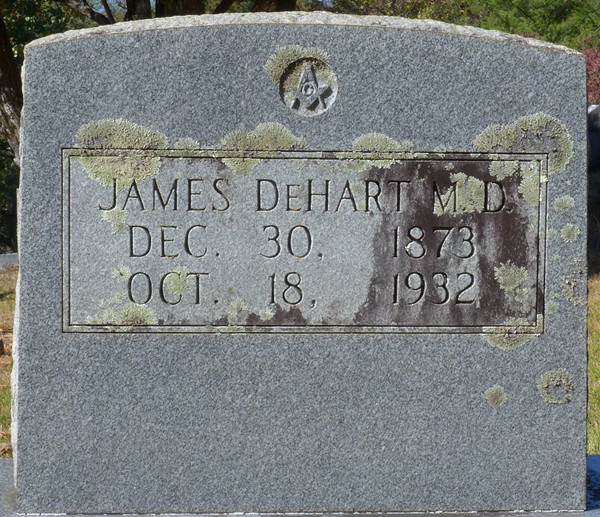 JAMES DEHART M.D.
DEC. 30, 1873
OCT. 18, 1932